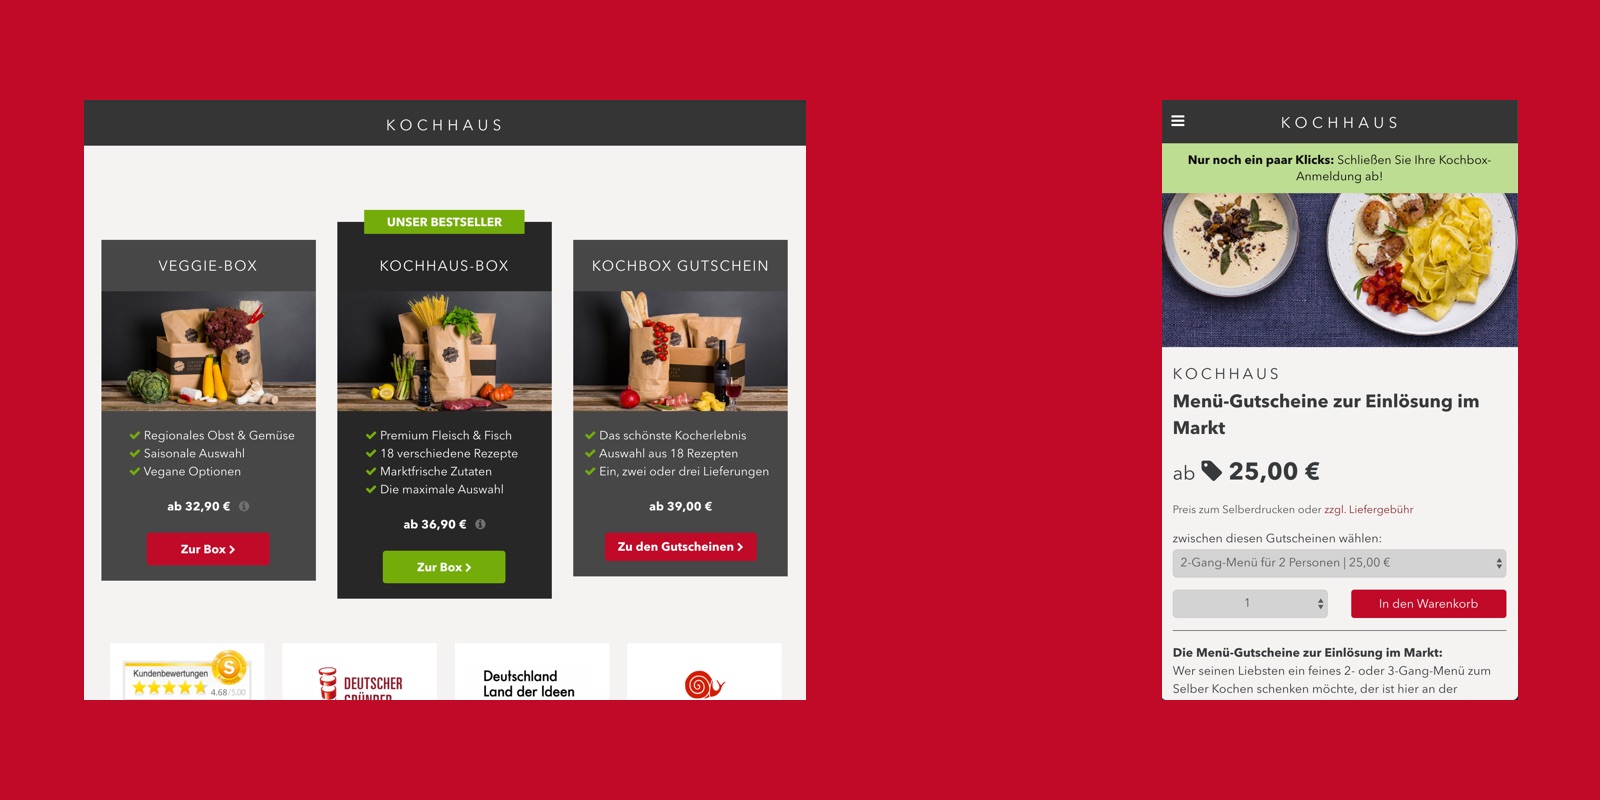 KOCHHAUS
UNSER BESTSELLER
VEGGIE-BOX
Regionales Obst & Gemüse
Saisonale Auswahl
Vegane Optionen
ab 32,90 €
Zur Box
KOCHHAUS-BOX
Premium Fleisch & Fisch
18 verschiedene Rezepte
Marktfrische Zutaten
Die maximale Auswahl
ab 36,90 €
Zur Box
KOCHBOX GUTSCHEIN
Das schönste Kocherlebnis
Auswahl aus 18 Rezepten
Ein, zwei oder drei Lieferungen
ab 39,00 €
Zu den Gutscheinen
Kundenbewertungen
4.68/5.00
S
DEUTSCHER
GRÜNDER
Deutschland
Land der Ideen
KOCHHAUS
Nur noch ein paar Klicks: Schließen Sie Ihre Kochbox-
Anmeldung ab!
KOCHHAUS
Menü-Gutscheine zur Einlösung im
Markt
ab 25,00 €
Preis zum Selberdrucken oder zzgl. Liefergebühr
zwischen diesen Gutscheinen wählen:
2-Gang-Menü für 2 Personen | 25,00 €
1
In den Warenkorb
Die Menü-Gutscheine zur Einlösung im Markt:
Wer seinen Liebsten ein feines 2- oder 3-Gang-Menü zum
Selber Kochen schenken möchte, der ist hier an der